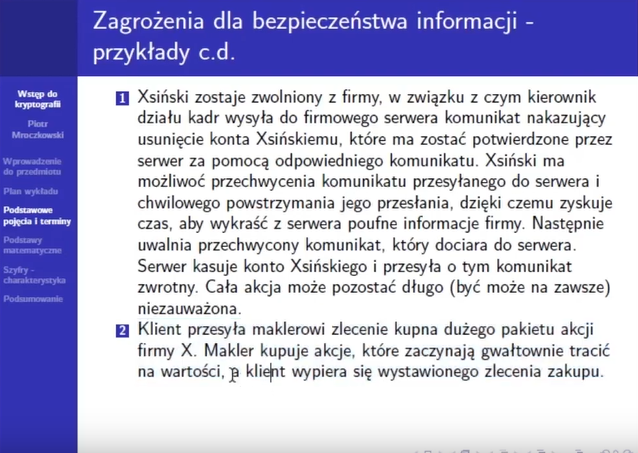 Zagrożenia dla bezpieczeństwa informacji -
przykłady c.d.
Wstęp do
kryptografii
Piotr
Mroczkowski
Wprowadzenie
do przedmiotu
Plan wykładu
Podstawowe
pojęcia i terminy
Podstawy
matematyczne
Szyfry -
charakterystyka
Podsumowanie
1 Xsiński zostaje zwolniony z firmy, w związku z czym kierownik
działu kadr wysyła do firmowego serwera komunikat nakazujący
usunięcie konta Xsińskiemu, które ma zostać potwierdzone przez
serwer za pomocą odpowiedniego komunikatu. Xsiński ma
możliwoć przechwycenia komunikatu przesyłanego do serwera i
chwilowego powstrzymania jego przesłania, dzięki czemu zyskuje
czas, aby wykraść z serwera poufne informacje firmy. Następnie
uwalnia przechwycony komunikat, który dociara do serwera.
Serwer kasuje konto Xsińskiego i przesyła o tym komunikat
zwrotny. Cała akcja może pozostać długo (być może na zawsze)
niezauważona.
2 Klient przesyła maklerowi zlecenie kupna dużego pakietu akcji
firmy X. Makler kupuje akcje, które zaczynają gwałtownie tracić
na wartości, a klient wypiera się wystawionego zlecenia zakupu.